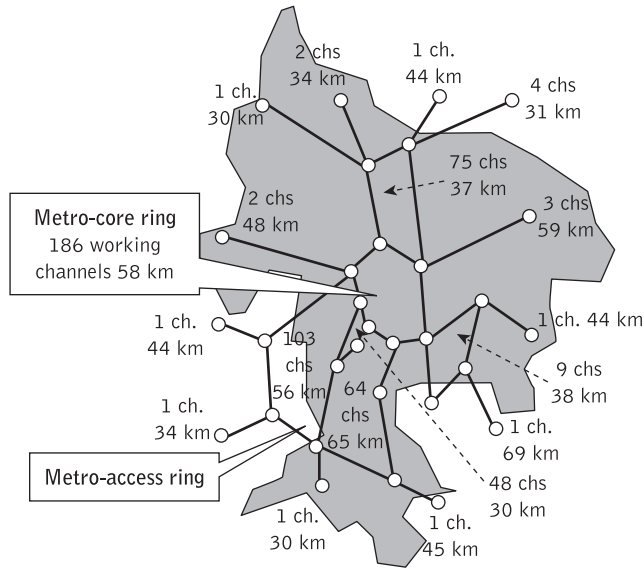 2 chs
34 km
1 ch.
44 km
4 chs
31 km
1 ch.
30 km
75 chs
37 km
2 chs
48 km
3 chs
59 km
Metro-core ring
186 working
channels 58 km
1 ch.
44 km
103
chs
56 km
1 ch. 44 km
9 chs
38 km
64
chs
65 km
1 ch.
34 km
1 ch.
69 km
Metro-access ring
48 chs
30 km
1 ch.
30 km
1 ch.
45 km